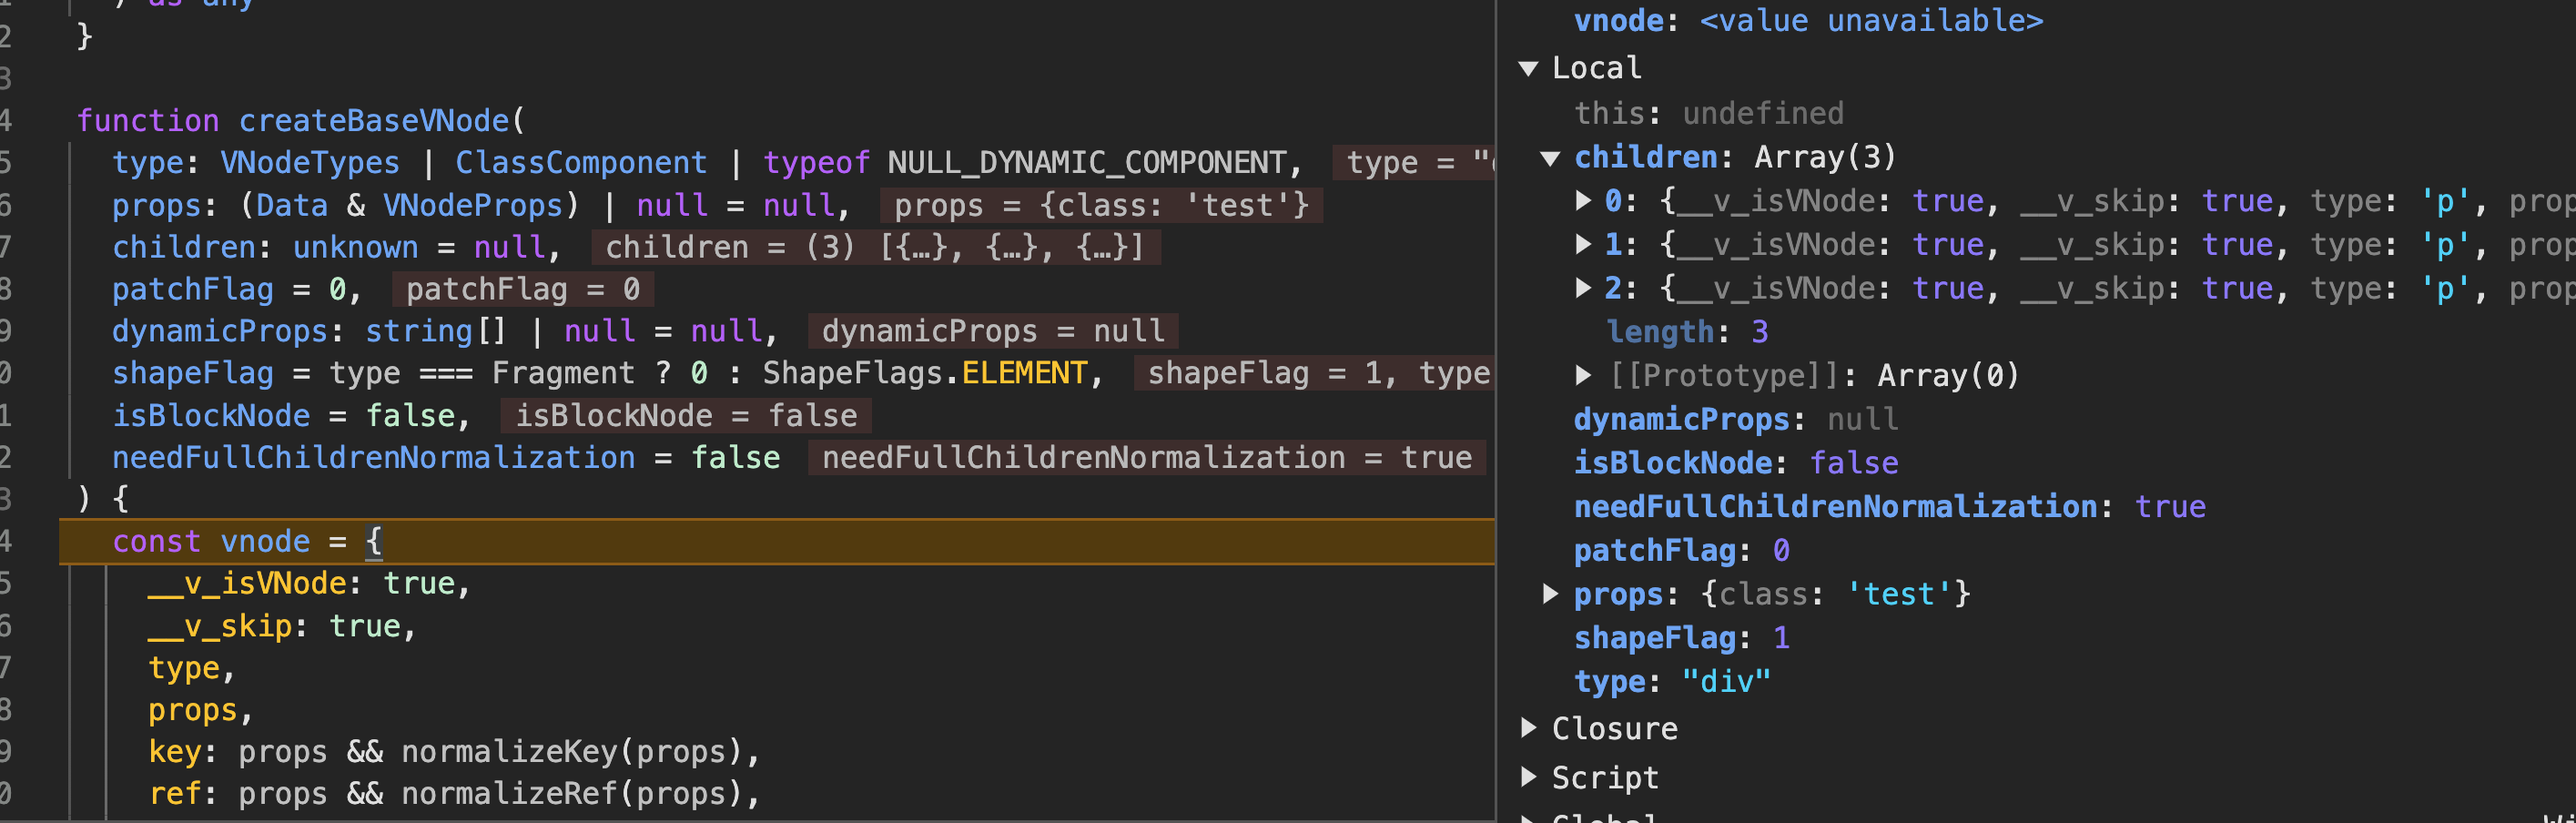 ) as any
2 }
3
4 function createBaseVNode(
5 type: VNodeTypes | ClassComponent | typeof NULL_DYNAMIC_COMPONENT, type = "
6 props: (Data & VNodeProps) | null = null, props = {class: 'test'}
7 children: unknown = null, children = (3) [{…}, {…}, {…}]
8 patchFlag = 0, patchFlag = 0
9 dynamicProps: string[] | null = null, dynamicProps = null
0 shapeFlag = type === Fragment ? 0 : ShapeFlags.ELEMENT, shapeFlag = 1, type
1 isBlockNode = false, isBlockNode = false
2 needFullChildrenNormalization = false needFullChildrenNormalization = true
3 ) {
4 const vnode = {
5 __v_isVNode: true,
6 __v_skip: true,
7 type,
8 props,
9 key: props && normalizeKey(props),
0 ref: props && normalizeRef(props),
vnode: <value unavailable>
▼ Local
this: undefined
▼ children: Array(3)
▶ 0: {__v_isVNode: true, __v_skip: true, type: 'p', prop
▶ 1: {__v_isVNode: true, __v_skip: true, type: 'p', prop
▶ 2: {__v_isVNode: true, __v_skip: true, type: 'p', prop
length: 3
▶ [[Prototype]]: Array(0)
dynamicProps: null
isBlockNode: false
needFullChildrenNormalization: true
patchFlag: 0
▶ props: {class: 'test'}
shapeFlag: 1
type: "div"
▶ Closure
▶ Script
▶ Global